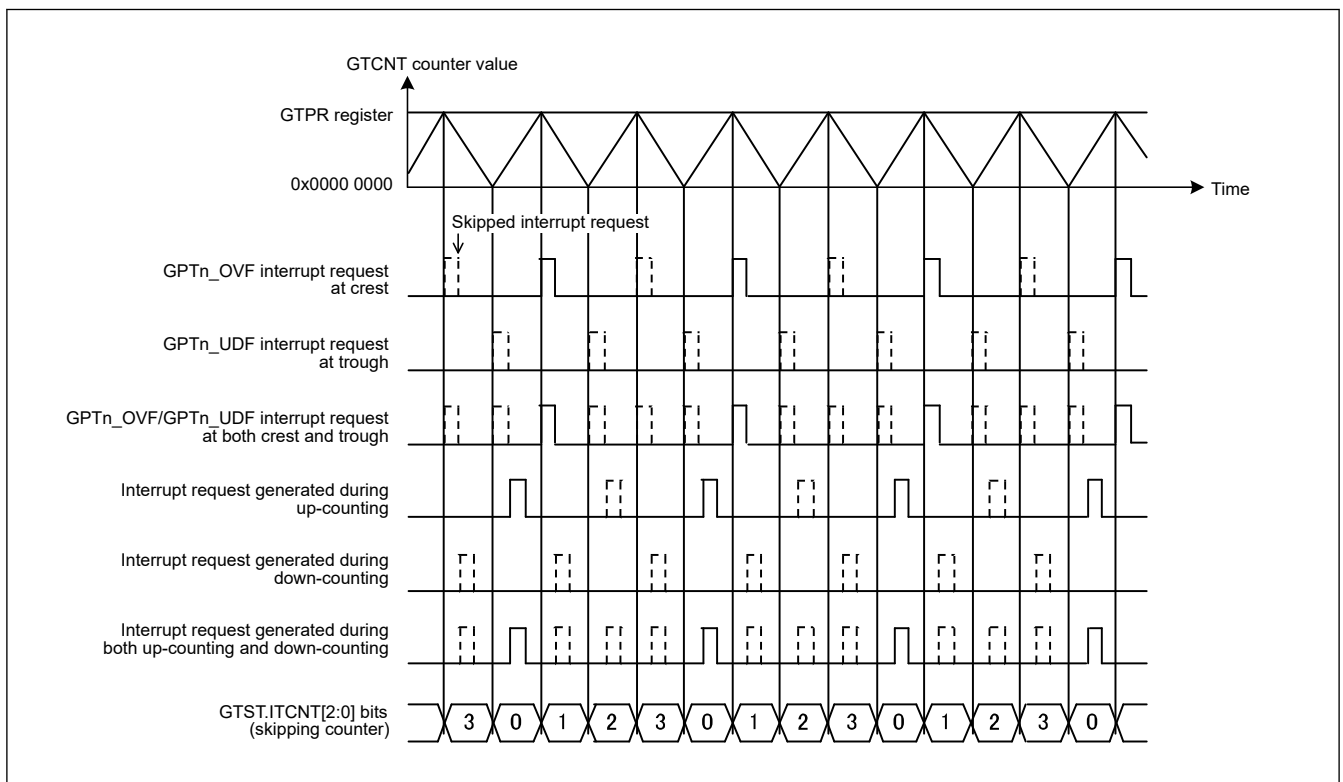 GTCNT counter value
GTPR register
0x0000 0000
Time
Skipped interrupt request
GPTn_OVF interrupt request
at crest
GPTn_UDF interrupt request
at trough
GPTn_OVF/GPTn_UDF interrupt request
at both crest and trough
Interrupt request generated during
up-counting
Interrupt request generated during
down-counting
Interrupt request generated during
both up-counting and down-counting
GTST.ITCNT[2:0] bits
(skipping counter)
3 0 1 2 3 0 1 2 3 0 1 2 3 0